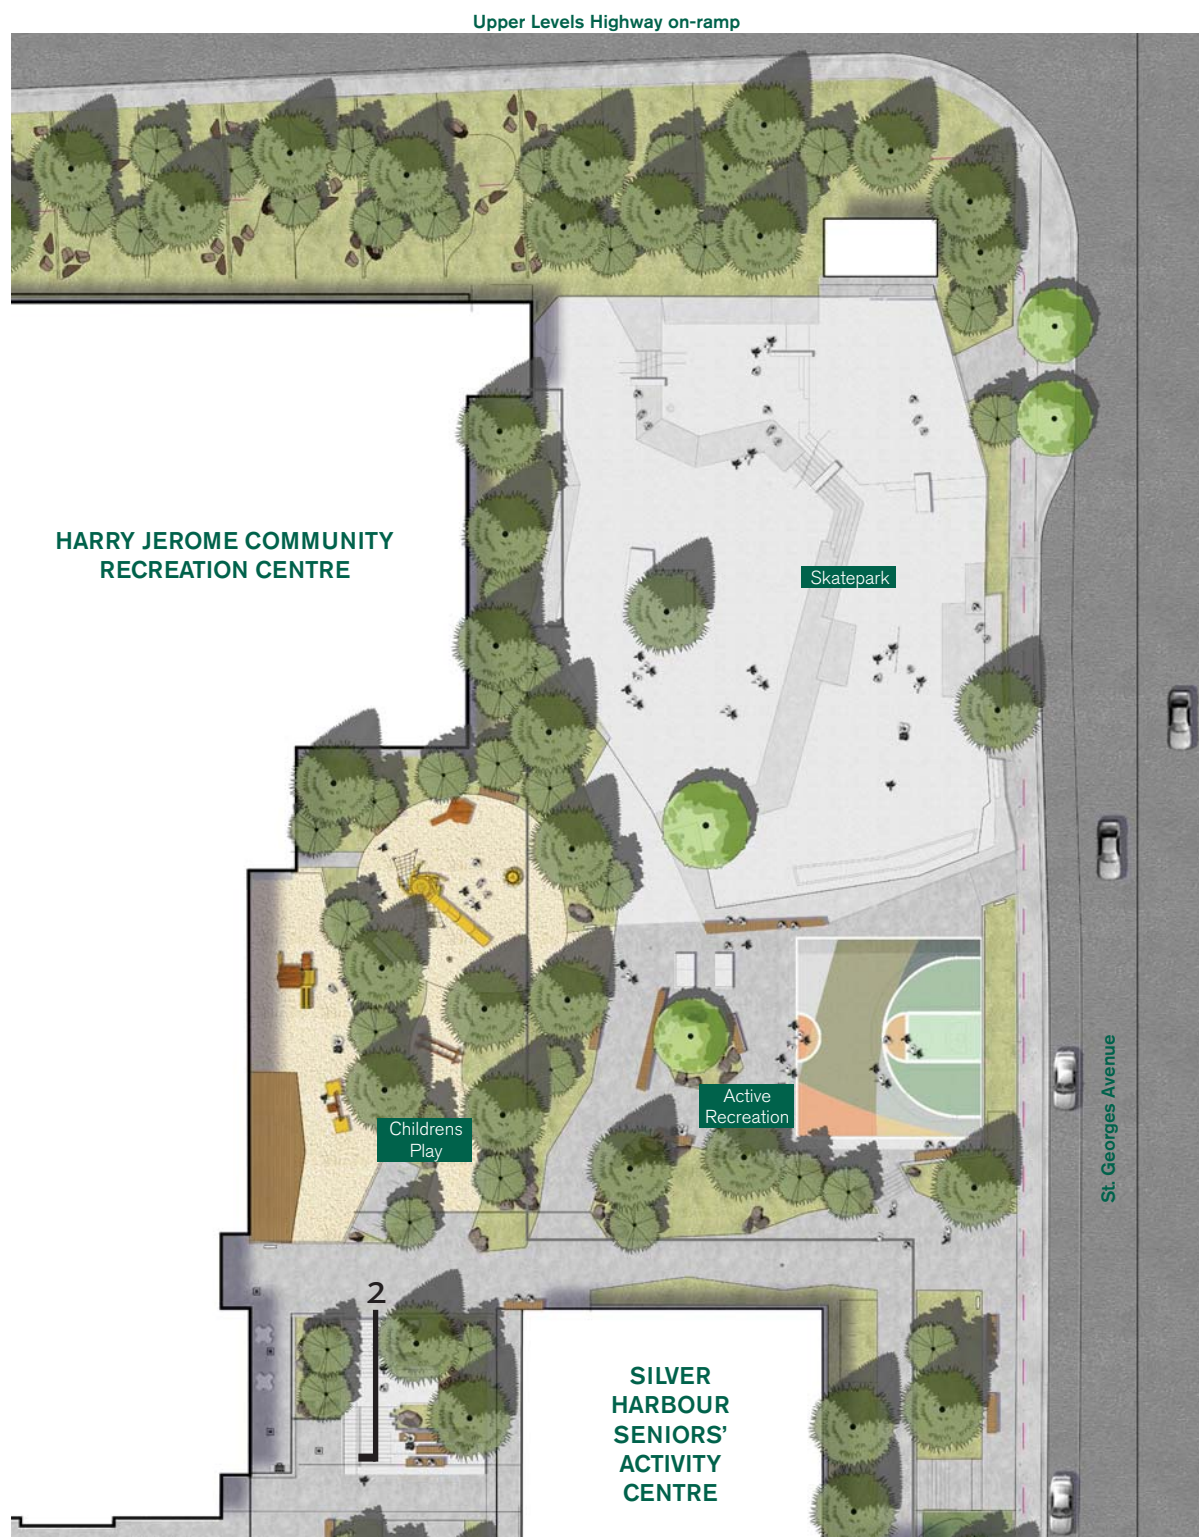 Upper Levels Highway on-ramp
HARRY JEROME COMMUNITY
RECREATION CENTRE
Skatepark
St. Georges Avenue
Active
Recreation
Childrens
Play
2
SILVER
HARBOUR
SENIORS’
ACTIVITY
CENTRE